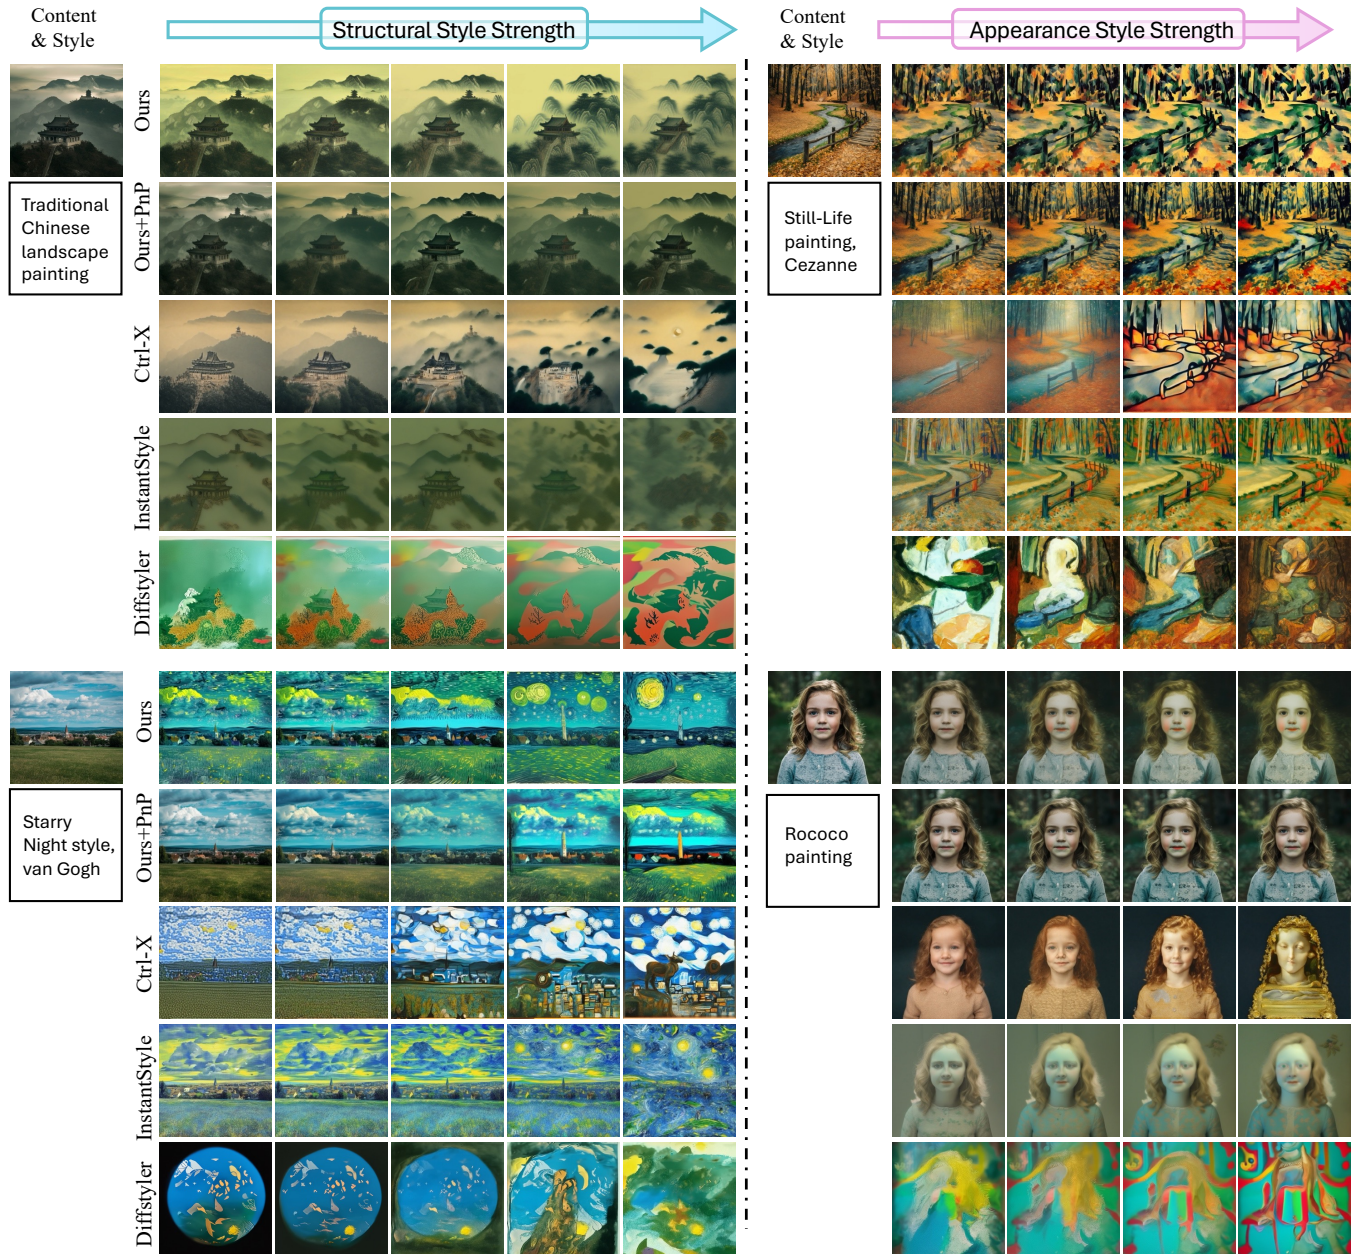 Content
& Style
Structural Style Strength
Content
& Style
Appearance Style Strength
Ours
Traditional
Chinese
landscape
painting
Ours+PnP
Still-Life
painting,
Cezanne
Ctrl-X
InstantStyle
Diffstyler
Ours
Starry
Night style,
van Gogh
Ours+PnP
Rococo
painting
Ctrl-X
InstantStyle
Diffstyler